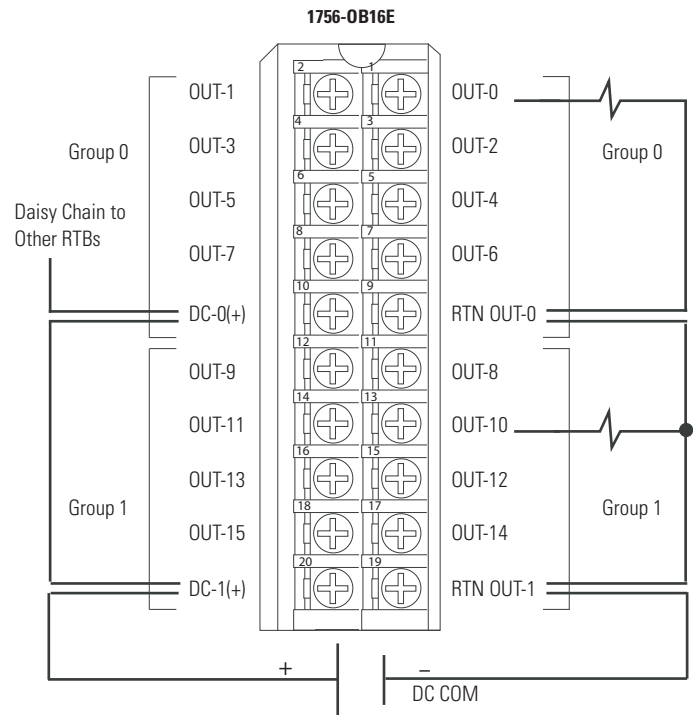 1756-OB16E
2 1
OUT-1 OUT-0
4 3
Group 0 OUT-3 OUT-2 Group 0
6 5
OUT-5 OUT-4
Daisy Chain to
Other RTBs
8 7
OUT-7 OUT-6
10 9
DC-0(+) RTN OUT-0
12 11
OUT-9 OUT-8
14 13
OUT-11 OUT-10
16 15
OUT-13 OUT-12
Group 1 Group 1
18 17
OUT-15 OUT-14
20 19
DC-1(+) RTN OUT-1
+ –
DC COM